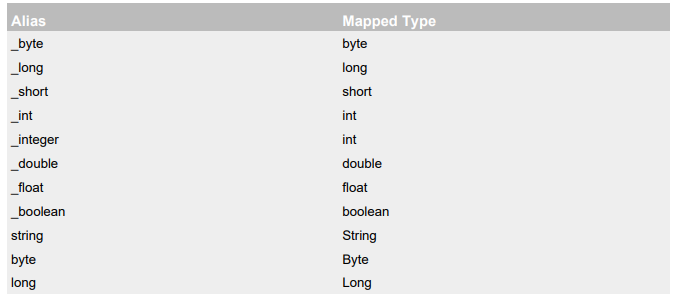 Alias Mapped Type
_byte byte
_long long
_short short
_int int
_integer int
_double double
_float float
_boolean boolean
string String
byte Byte
long Long